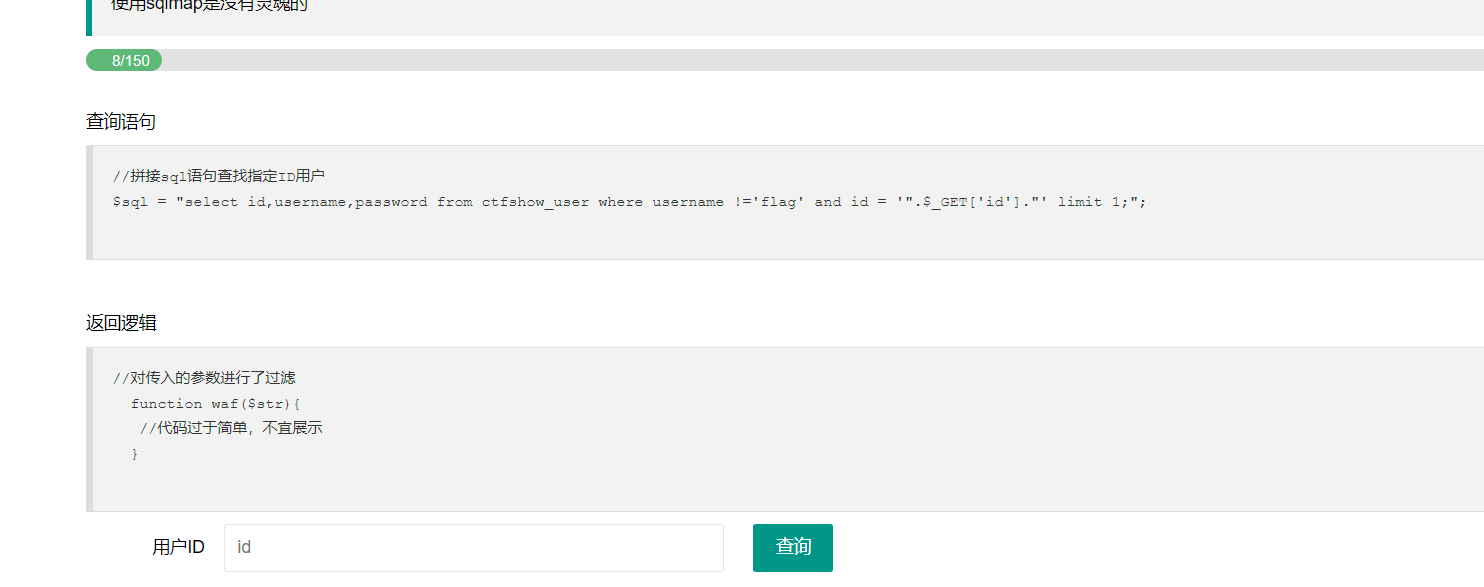 使用sqlmap是没有灵魂的
8/150
查询语句
//拼接sql语句查找指定ID用户
$sql = "select id,username,password from ctfshow_user where username !='flag' and id = '".$_GET['id']."' limit 1;";
返回逻辑
//对传入的参数进行了过滤
function waf($str){
//代码过于简单，不宜展示
}
用户ID id 查询